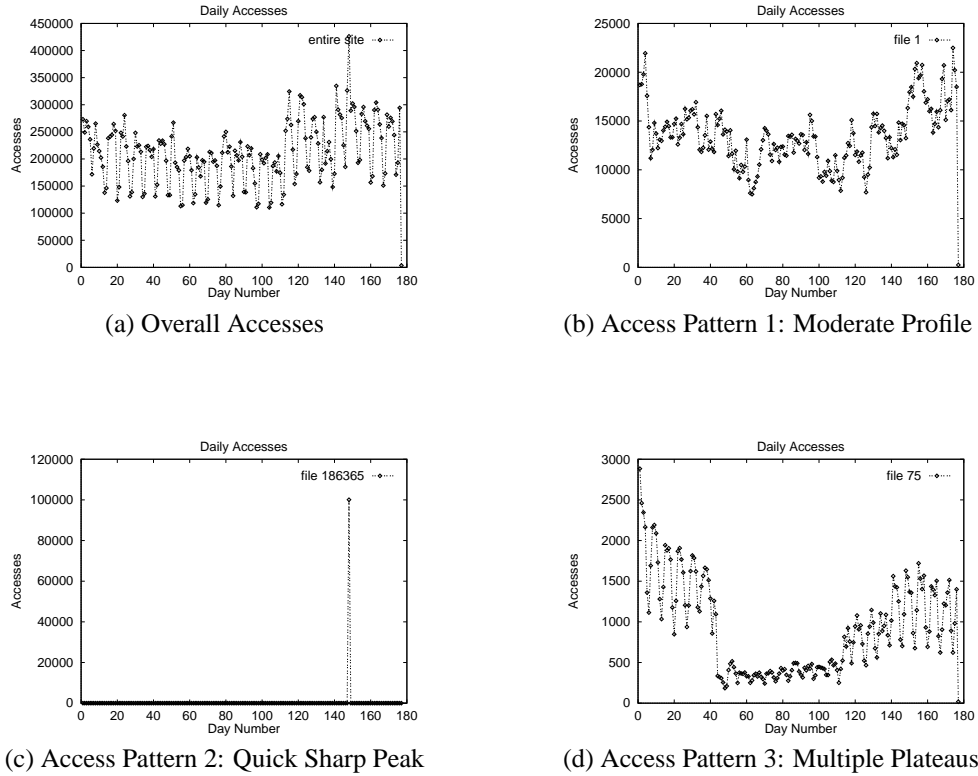 Daily Accesses
450000
400000
350000
300000
250000
200000
150000
100000
50000
0
Accesses
entire site
0 20 40 60 80 100 120 140 160 180
Day Number
(a) Overall Accesses
Daily Accesses
25000
20000
15000
10000
5000
0
Accesses
file 1
0 20 40 60 80 100 120 140 160 180
Day Number
(b) Access Pattern 1: Moderate Profile
Daily Accesses
120000
100000
80000
60000
40000
20000
0
Accesses
file 186365
0 20 40 60 80 100 120 140 160 180
Day Number
(c) Access Pattern 2: Quick Sharp Peak
Daily Accesses
3000
2500
2000
1500
1000
500
0
Accesses
file 75
0 20 40 60 80 100 120 140 160 180
Day Number
(d) Access Pattern 3: Multiple Plateaus